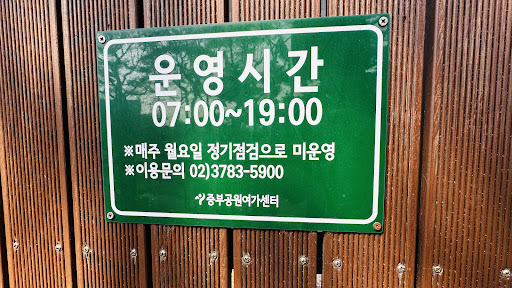 운영시간
07:00~19:00
※매주 월요일 정기점검으로 미운영
※이용문의 02)3783-5900
중부공원여가센터